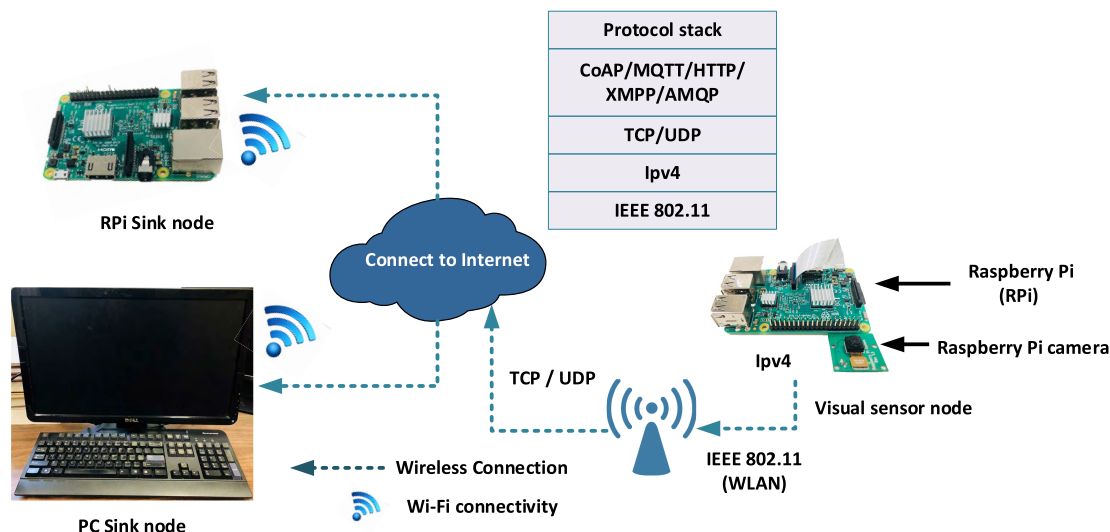 Protocol stack
CoAP/MQTT/HTTP/
XMPP/AMQP
TCP/UDP
Ipv4
IEEE 802.11
RPi Sink node
Connect to Internet
Raspberry Pi
(RPi)
Raspberry Pi camera
Ipv4
Visual sensor node
TCP / UDP
IEEE 802.11
(WLAN)
Wireless Connection
Wi-Fi connectivity
DELL
PC Sink node